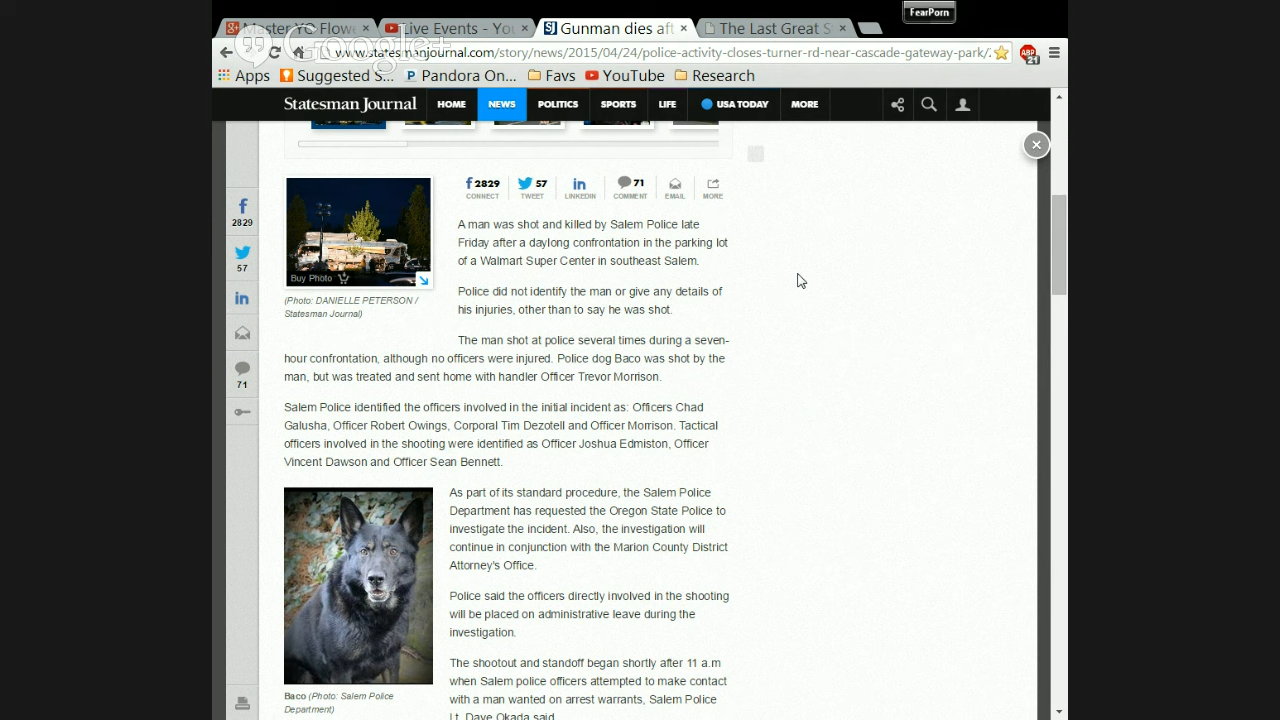 FearPorn
Master YO Flow
Live Events - Yo
Gunman dies aft
The Last Great S
Google+
www.statesmanjournal.com/story/news/2015/04/24/police-activity-closes-turner-rd-near-cascade-gateway-park/
ABP
21
Apps
Suggested S...
Pandora On...
Favs
YouTube
Research
Statesman Journal
HOME
NEWS
POLITICS
SPORTS
LIFE
USA TODAY
MORE
2829
CONNECT
57
TWEET
LINKEDIN
71
COMMENT
EMAIL
MORE
2829
57
71
Buy Photo
(Photo: DANIELLE PETERSON /
Statesman Journal)
A man was shot and killed by Salem Police late
Friday after a daylong confrontation in the parking lot
of a Walmart Super Center in southeast Salem.
Police did not identify the man or give any details of
his injuries, other than to say he was shot.
The man shot at police several times during a seven-
hour confrontation, although no officers were injured. Police dog Baco was shot by the
man, but was treated and sent home with handler Officer Trevor Morrison.
Salem Police identified the officers involved in the initial incident as: Officers Chad
Galusha, Officer Robert Owings, Corporal Tim Dezotell and Officer Morrison. Tactical
officers involved in the shooting were identified as Officer Joshua Edmiston, Officer
Vincent Dawson and Officer Sean Bennett.
As part of its standard procedure, the Salem Police
Department has requested the Oregon State Police to
investigate the incident. Also, the investigation will
continue in conjunction with the Marion County District
Attorney's Office.
Police said the officers directly involved in the shooting
will be placed on administrative leave during the
investigation.
The shootout and standoff began shortly after 11 a.m
when Salem police officers attempted to make contact
with a man wanted on arrest warrants, Salem Police
Lt. Dave Okada said
Baco (Photo: Salem Police
Department)